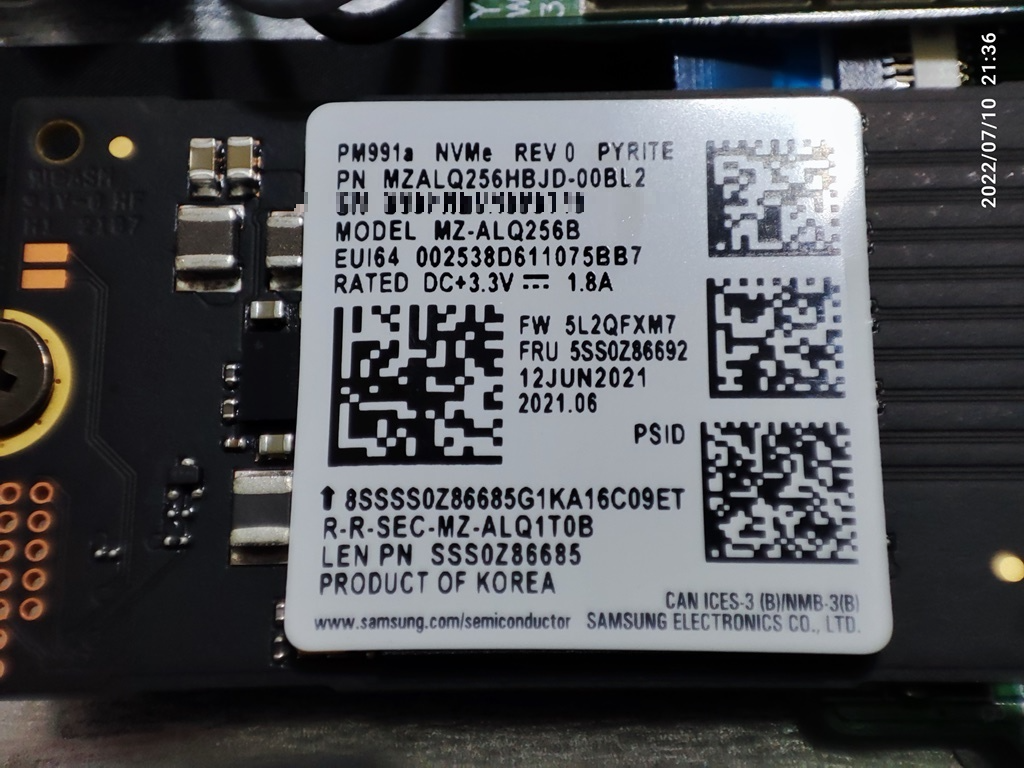 2022/07/10 21:36
PM991a NVMe REV 0 PYRITE
PN MZALQ256HBJD-00BL2
MODEL MZ-ALQ256B
EUI64 002538D611075BB7
RATED DC+3.3V ⎓ 1.8A
FW 5L2QFXM7
FRU 5SS0Z86692
12JUN2021
2021.06
PSID
⬆ 8SSSS0Z86685G1KA16C09ET
R-R-SEC-MZ-ALQ1T0B
LEN PN SSS0Z86685
PRODUCT OF KOREA
CAN ICES-3 (B)/NMB-3(B)
www.samsung.com/semiconductor SAMSUNG ELECTRONICS CO., LTD.